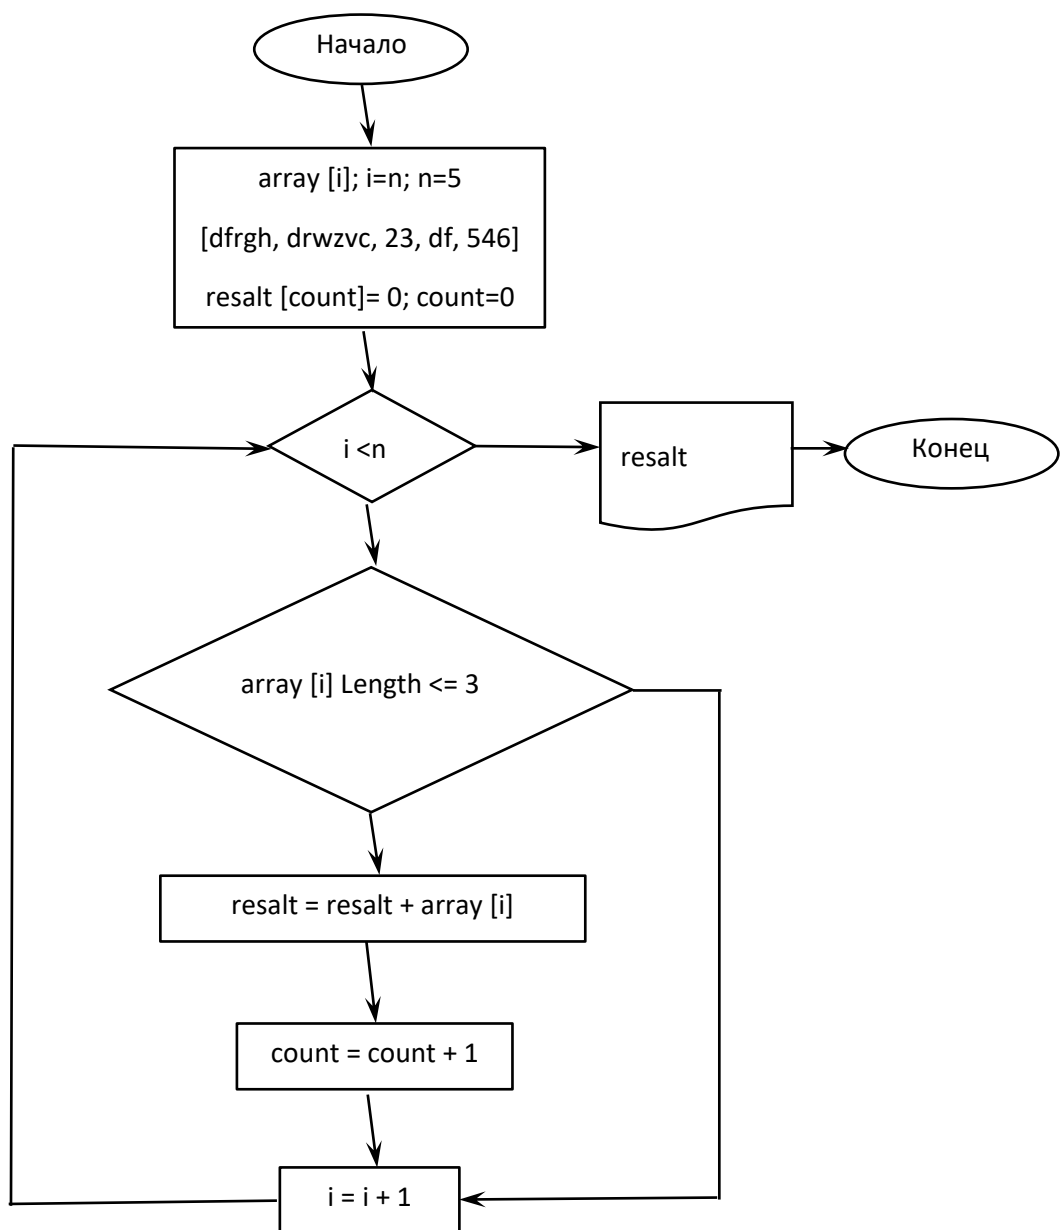 Начало
array [i]; i=n; n=5
[dfrgh, drwzvc, 23, df, 546]
resalt [count]= 0; count=0
i <n
resalt
Конец
array [i] Length <= 3
resalt = resalt + array [i]
count = count + 1
i = i + 1